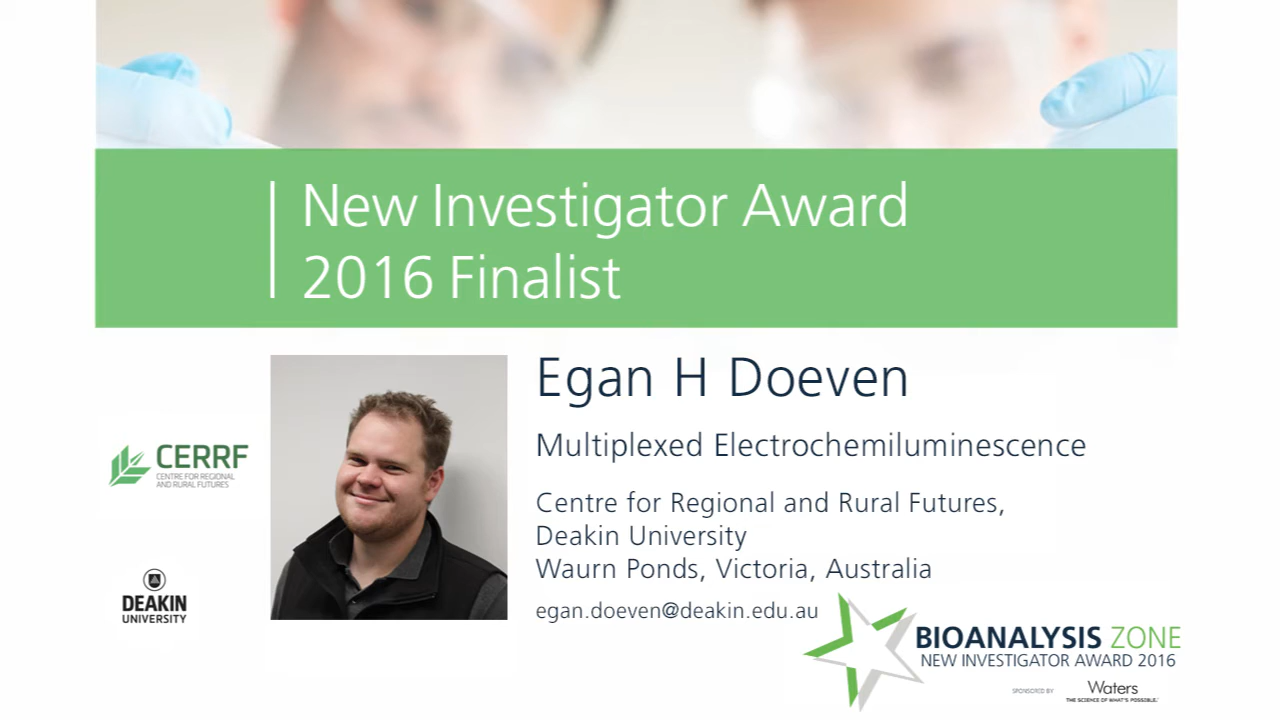 New Investigator Award
2016 Finalist
Egan H Doeven
Multiplexed Electrochemiluminescence
Centre for Regional and Rural Futures,
Deakin University
Waurn Ponds, Victoria, Australia
egan.doeven@deakin.edu.au
CERRF
CENTRE FOR REGIONAL
AND RURAL FUTURES
DEAKIN
UNIVERSITY
BIOANALYSIS ZONE
NEW INVESTIGATOR AWARD 2016
SPONSORED BY
Waters
THE SCIENCE OF WHAT'S POSSIBLE.™